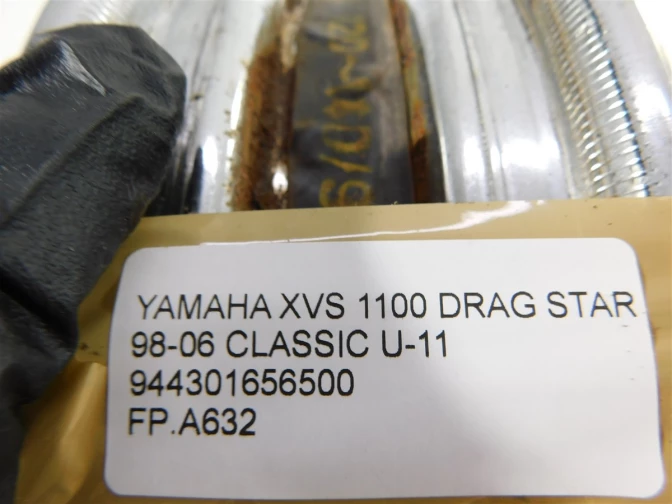 YAMAHA XVS 1100 DRAG STAR
98-06 CLASSIC U-11
944301656500
FP.A632